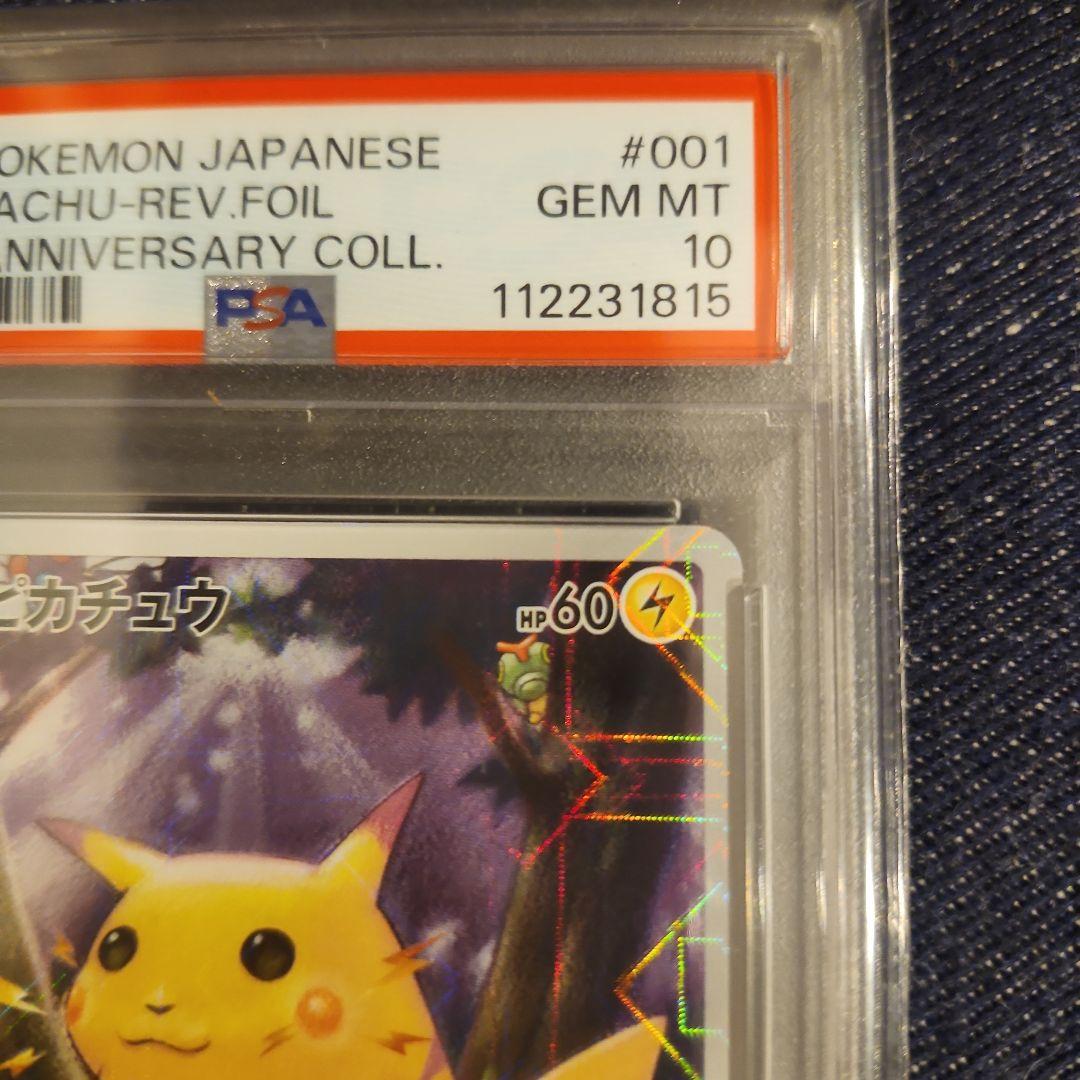 OKEMON JAPANESE #001
ACHU-REV.FOIL GEM MT
ANNIVERSARY COLL. 10
PSA 112231815
ピカチュウ HP60